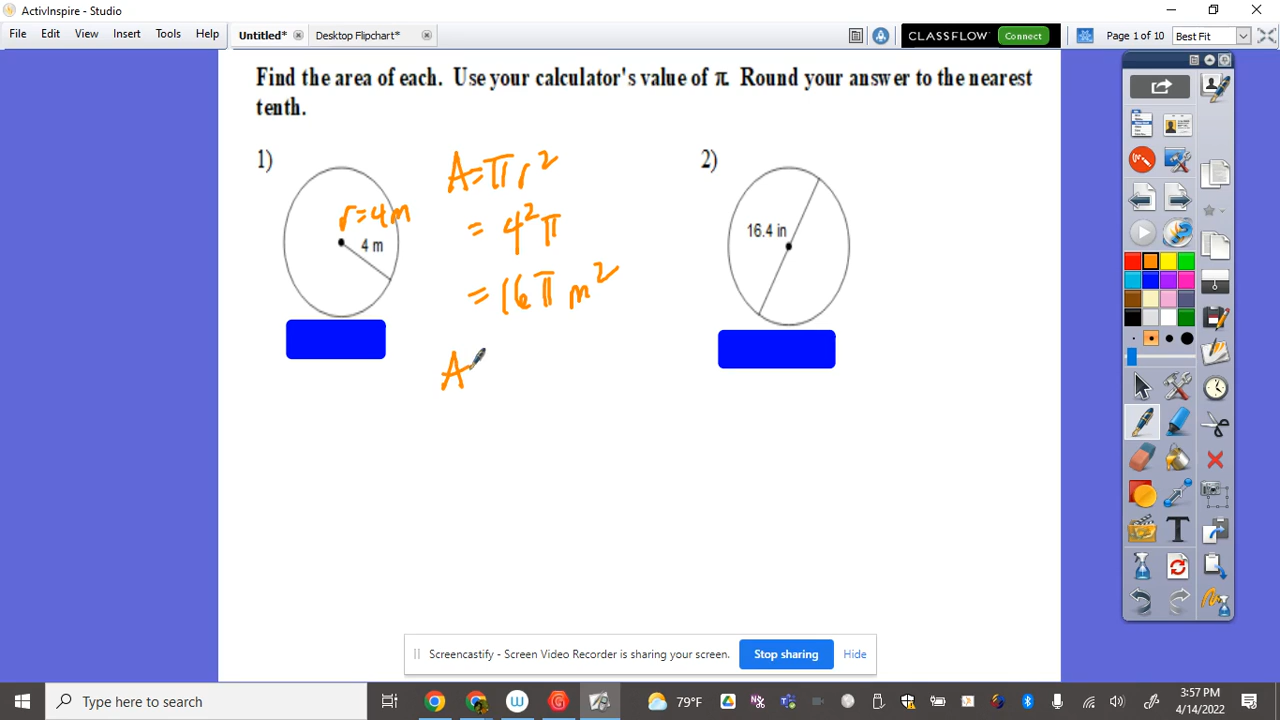 ActivInspire - Studio
File Edit View Insert Tools Help
Untitled* Desktop Flipchart*
CLASSFLOW Connect
Page 1 of 10 Best Fit
Find the area of each. Use your calculator's value of π. Round your answer to the nearest
tenth.
1)
r=4m
4 m
A=πr²
= 4²π
= 16π m²
A
2)
16.4 in
T
Screencastify - Screen Video Recorder is sharing your screen. Stop sharing Hide
Type here to search
79°F
3:57 PM
4/14/2022